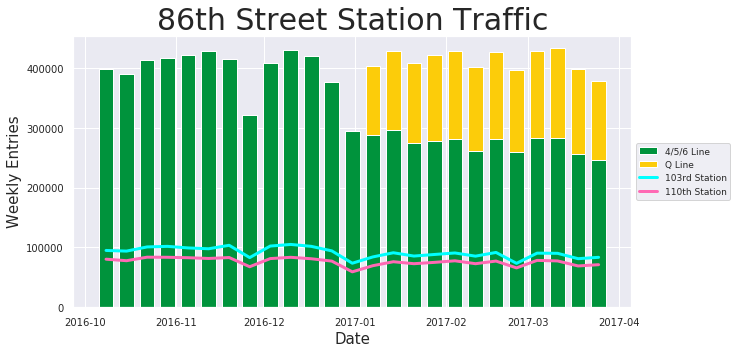 86th Street Station Traffic
Weekly Entries
400000
300000
200000
100000
0
2016-10
2016-11
2016-12
2017-01
2017-02
2017-03
2017-04
Date
4/5/6 Line
Q Line
103rd Station
110th Station